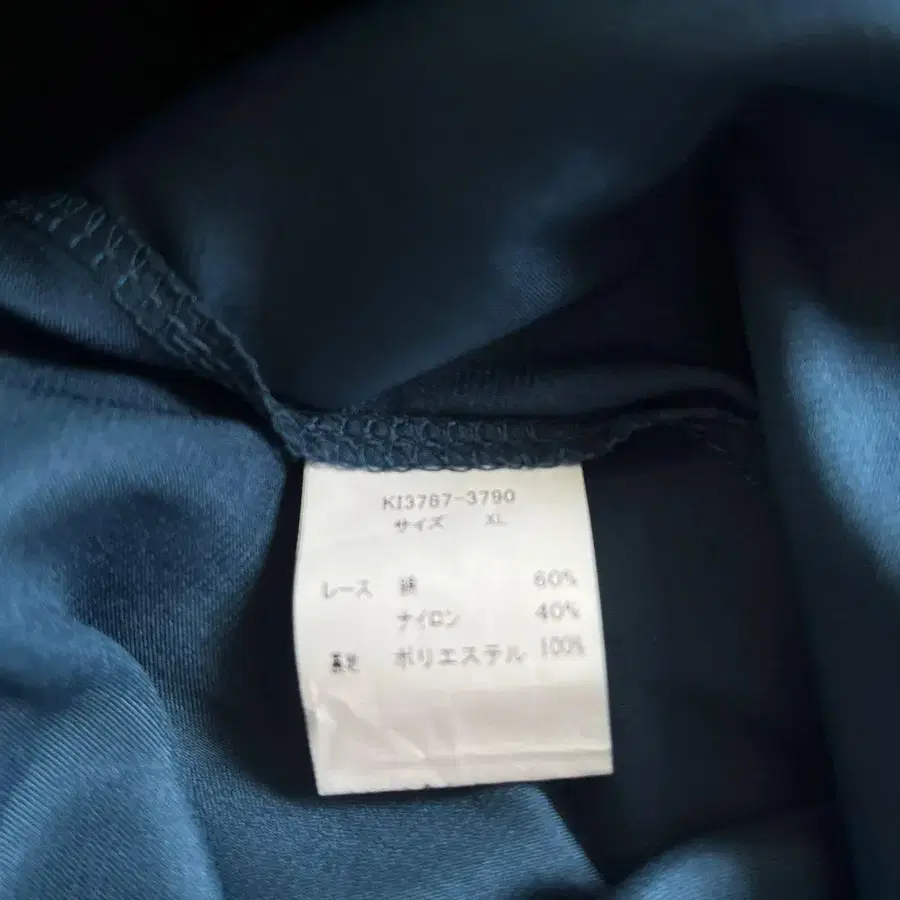 KI3787-3790
サイズ XL
レース 綿 60%
ナイロン 40%
裏地 ポリエステル 100%